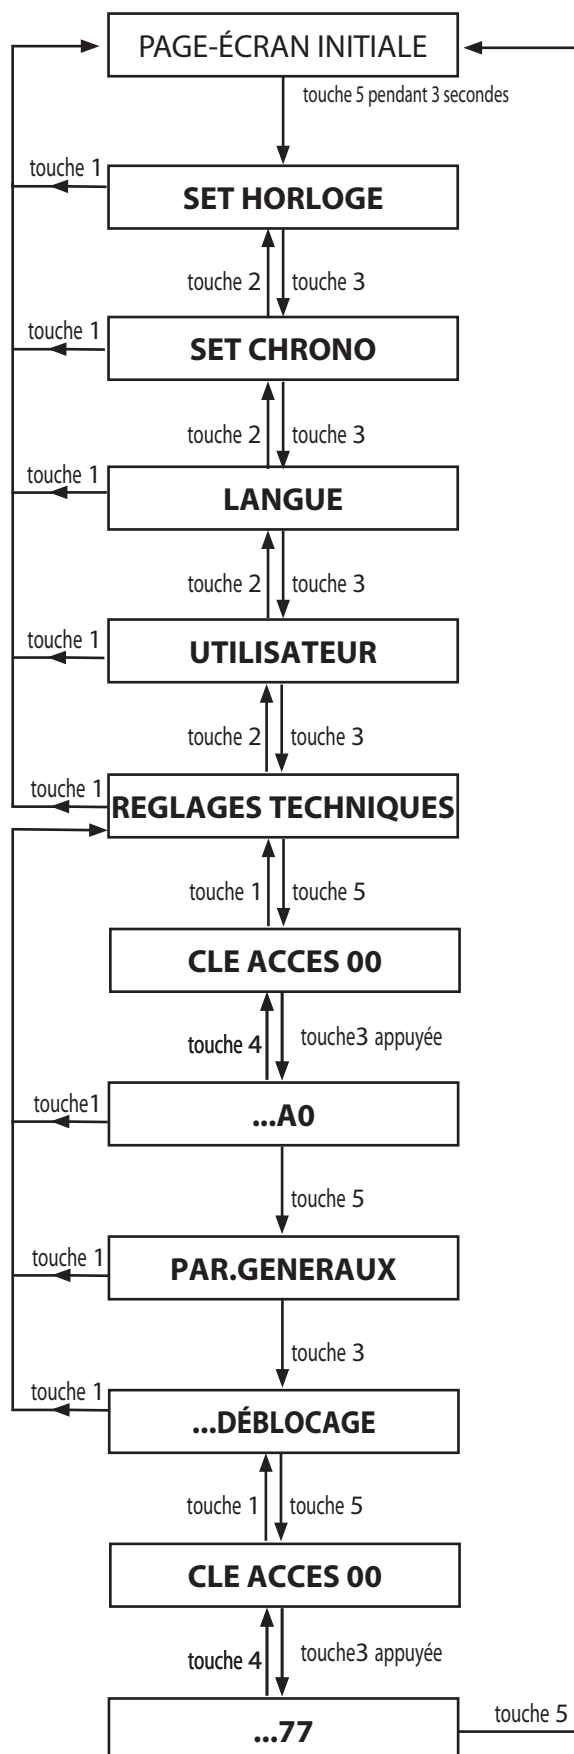 PAGE-ÉCRAN INITIALE
touche 5 pendant 3 secondes
touche 1
SET HORLOGE
touche 2
touche 3
touche 1
SET CHRONO
touche 2
touche 3
touche 1
LANGUE
touche 2
touche 3
touche 1
UTILISATEUR
touche 2
touche 3
touche 1
REGLAGES TECHNIQUES
touche 1
touche 5
CLE ACCES 00
touche 4
touche3 appuyée
touche1
...A0
touche 5
touche 1
PAR.GENERAUX
touche 3
touche 1
...DÉBLOCAGE
touche 1
touche 5
CLE ACCES 00
touche 4
touche3 appuyée
...77
touche 5